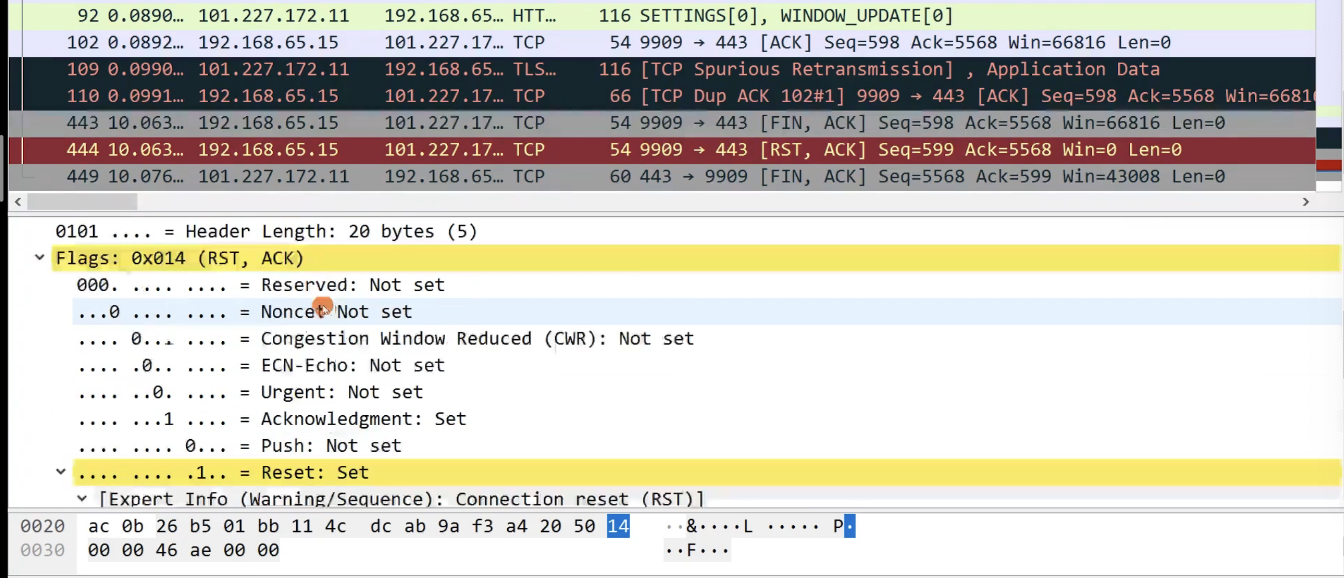 92 0.0890… 101.227.172.11 192.168.65… HTT… 116 SETTINGS[0], WINDOW_UPDATE[0]
102 0.0892… 192.168.65.15 101.227.17… TCP 54 9909 → 443 [ACK] Seq=598 Ack=5568 Win=66816 Len=0
109 0.0990… 101.227.172.11 192.168.65… TLS… 116 [TCP Spurious Retransmission] , Application Data
110 0.0991… 192.168.65.15 101.227.17… TCP 66 [TCP Dup ACK 102#1] 9909 → 443 [ACK] Seq=598 Ack=5568 Win=6681
443 10.063… 192.168.65.15 101.227.17… TCP 54 9909 → 443 [FIN, ACK] Seq=598 Ack=5568 Win=66816 Len=0
444 10.063… 192.168.65.15 101.227.17… TCP 54 9909 → 443 [RST, ACK] Seq=599 Ack=5568 Win=0 Len=0
449 10.076… 101.227.172.11 192.168.65… TCP 60 443 → 9909 [FIN, ACK] Seq=5568 Ack=599 Win=43008 Len=0
0101 .... = Header Length: 20 bytes (5)
Flags: 0x014 (RST, ACK)
000. .... .... = Reserved: Not set
...0 .... .... = Nonce: Not set
.... 0... .... = Congestion Window Reduced (CWR): Not set
.... .0.. .... = ECN-Echo: Not set
.... ..0. .... = Urgent: Not set
.... ...1 .... = Acknowledgment: Set
.... .... 0... = Push: Not set
.... .... .1.. = Reset: Set
[Expert Info (Warning/Sequence): Connection reset (RST)]
0020 ac 0b 26 b5 01 bb 11 4c dc ab 9a f3 a4 20 50 14 ··&····L ····· P·
0030 00 00 46 ae 00 00 ··F···